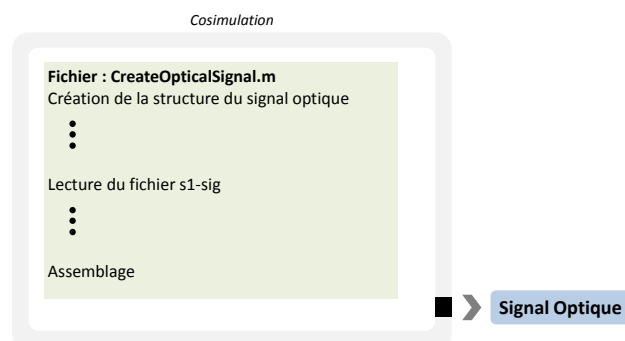 Cosimulation
Fichier : CreateOpticalSignal.m
Création de la structure du signal optique
Lecture du fichier s1-sig
Assemblage
Signal Optique